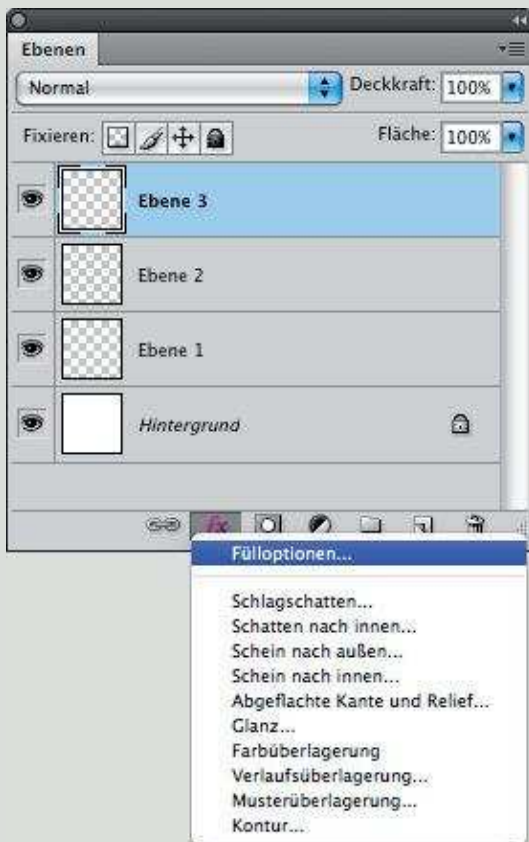 Ebenen
Normal Deckkraft: 100%
Fixieren: Fläche: 100%
Ebene 3
Ebene 2
Ebene 1
Hintergrund
fx
Fülloptionen...
Schlagschatten...
Schatten nach innen...
Schein nach außen...
Schein nach innen...
Abgeflachte Kante und Relief...
Glanz...
Farbüberlagerung
Verlaufsüberlagerung...
Musterüberlagerung...
Kontur...